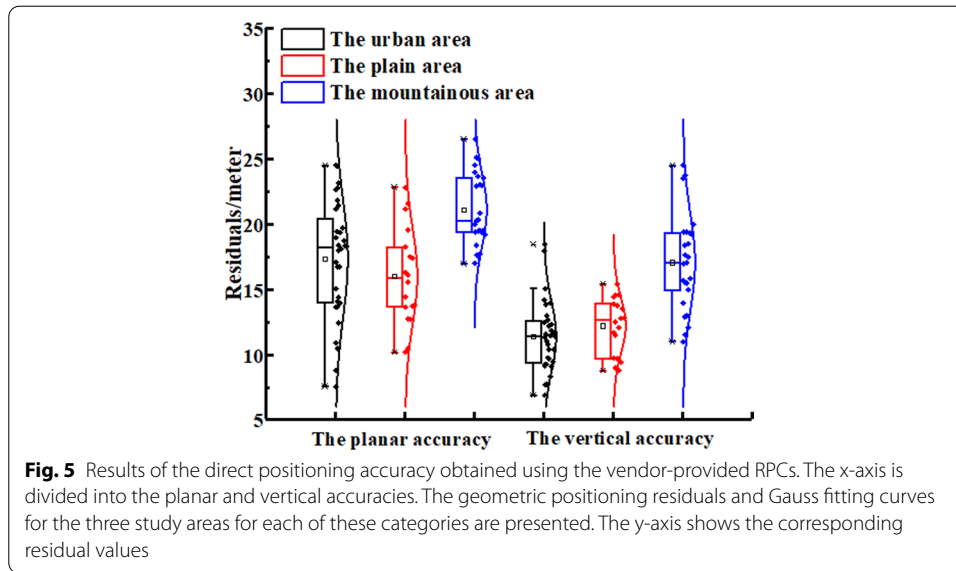 35
30
25
20
15
10
5
Residuals/meter
The urban area
The plain area
The mountainous area
The planar accuracy
The vertical accuracy
Fig. 5 Results of the direct positioning accuracy obtained using the vendor-provided RPCs. The x-axis is
divided into the planar and vertical accuracies. The geometric positioning residuals and Gauss fitting curves
for the three study areas for each of these categories are presented. The y-axis shows the corresponding
residual values